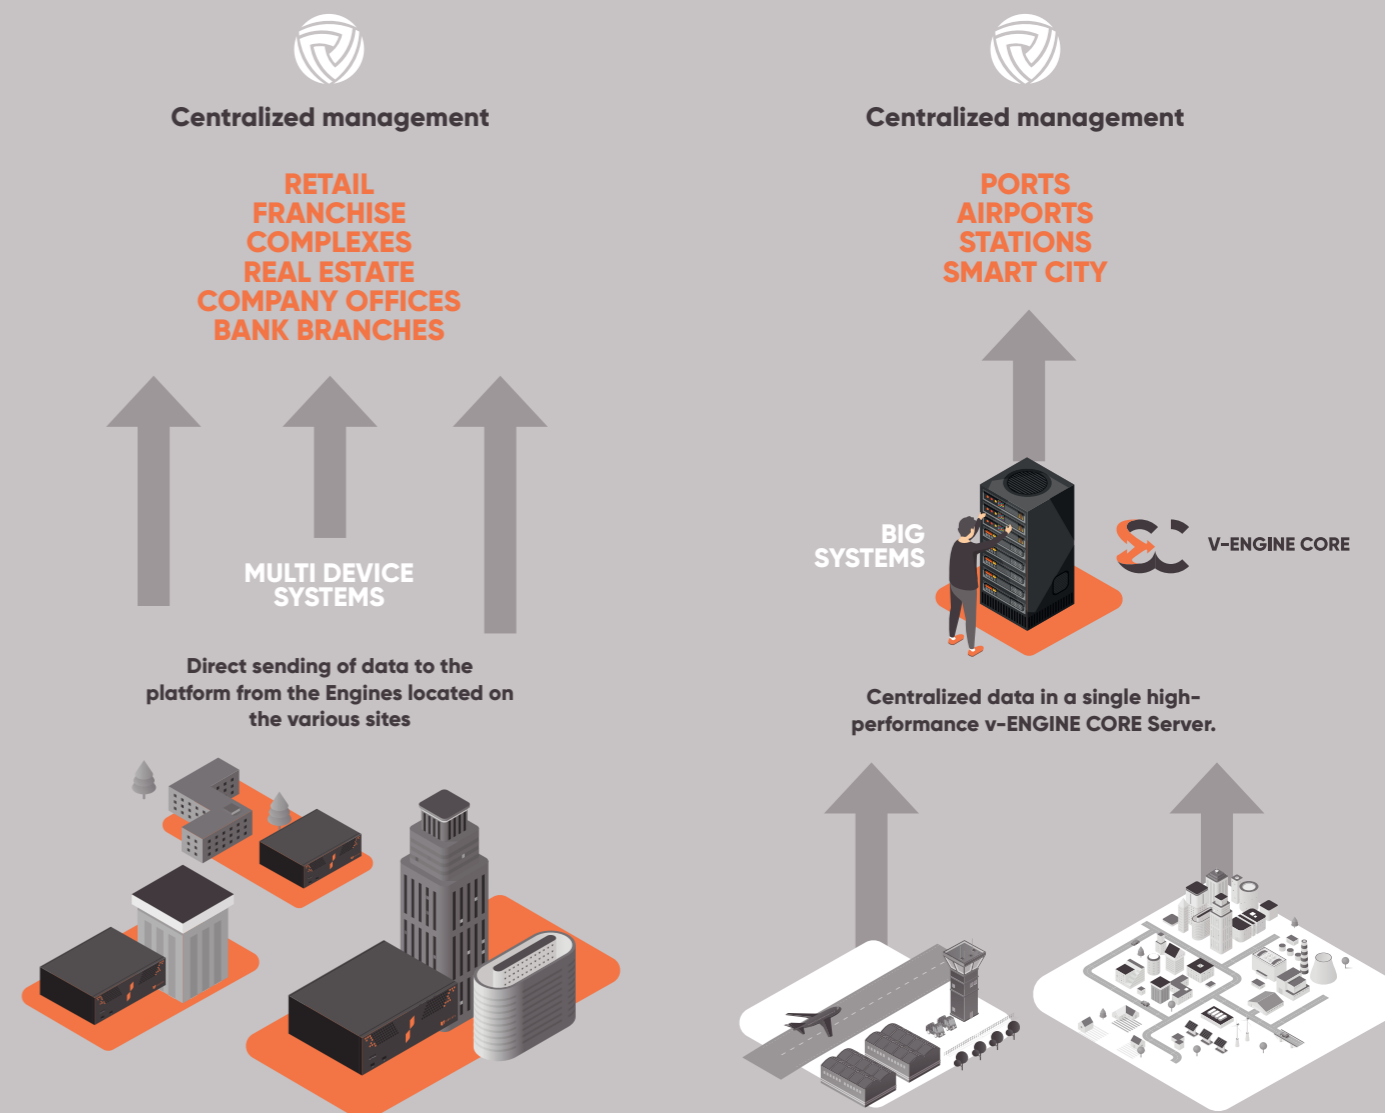 Centralized management
RETAIL
FRANCHISE
COMPLEXES
REAL ESTATE
COMPANY OFFICES
BANK BRANCHES
MULTI DEVICE
SYSTEMS
Direct sending of data to the
platform from the Engines located on
the various sites
Centralized management
PORTS
AIRPORTS
STATIONS
SMART CITY
BIG
SYSTEMS
V-ENGINE CORE
Centralized data in a single high-
performance v-ENGINE CORE Server.